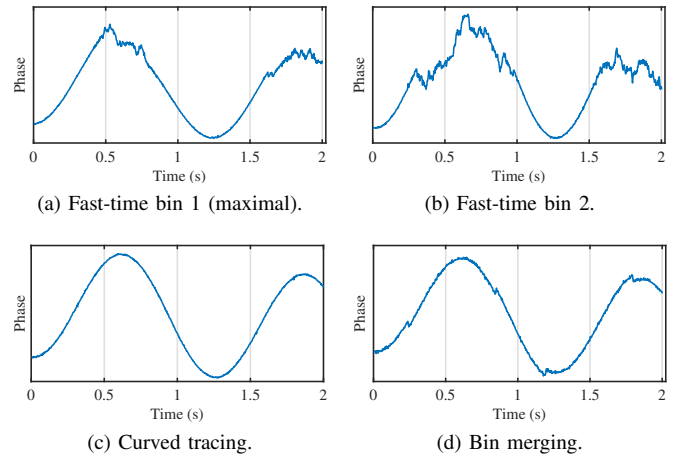 Phase
0 0.5 1 1.5 2
Time (s)
(a) Fast-time bin 1 (maximal).
Phase
0 0.5 1 1.5 2
Time (s)
(b) Fast-time bin 2.
Phase
0 0.5 1 1.5 2
Time (s)
(c) Curved tracing.
Phase
0 0.5 1 1.5 2
Time (s)
(d) Bin merging.